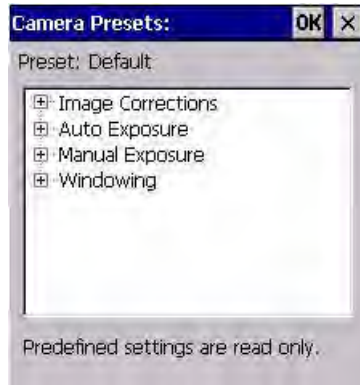 Camera Presets: OK ×
Preset: Default
Image Corrections
Auto Exposure
Manual Exposure
Windowing
Predefined settings are read only.